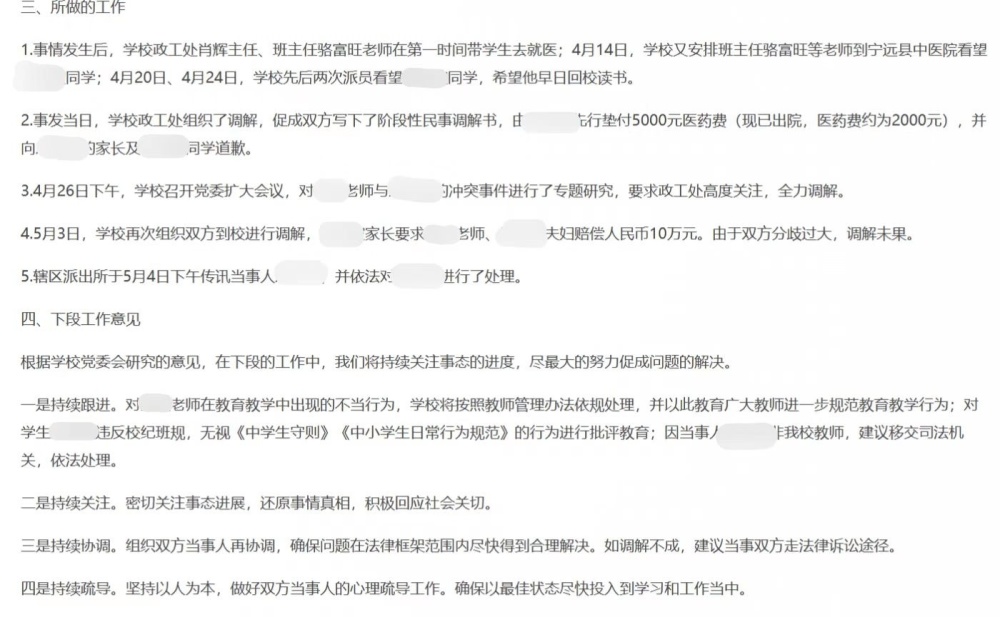 三、所做的工作
1.事情发生后，学校政工处肖辉主任、班主任骆富旺老师在第一时间带学生去就医；4月14日，学校又安排班主任骆富旺等老师到宁远县中医院看望
同学；4月20日、4月24日，学校先后两次派员看望同学，希望他早日回校读书。
2.事发当日，学校政工处组织了调解，促成双方写下了阶段性民事调解书，由先行垫付5000元医药费（现已出院，医药费约为2000元），并
向的家长及同学道歉。
3.4月26日下午，学校召开党委扩大会议，对老师与的冲突事件进行了专题研究，要求政工处高度关注，全力调解。
4.5月3日，学校再次组织双方到校进行调解，家长要求老师、夫妇赔偿人民币10万元。由于双方分歧过大，调解未果。
5.辖区派出所于5月4日下午传讯当事人，并依法对进行了处理。
四、下段工作意见
根据学校党委会研究的意见，在下段的工作中，我们将持续关注事态的进度，尽最大的努力促成问题的解决。
一是持续跟进。对老师在教育教学中出现的不当行为，学校将按照教师管理办法依规处理，并以此教育广大教师进一步规范教育教学行为；对
学生违反校纪班规，无视《中学生守则》《中小学生日常行为规范》的行为进行批评教育；因当事人非我校教师，建议移交司法机
关，依法处理。
二是持续关注。密切关注事态进展，还原事情真相，积极回应社会关切。
三是持续协调。组织双方当事人再协调，确保问题在法律框架范围内尽快得到合理解决。如调解不成，建议当事双方走法律诉讼途径。
四是持续疏导。坚持以人为本，做好双方当事人的心理疏导工作。确保以最佳状态尽快投入到学习和工作当中。